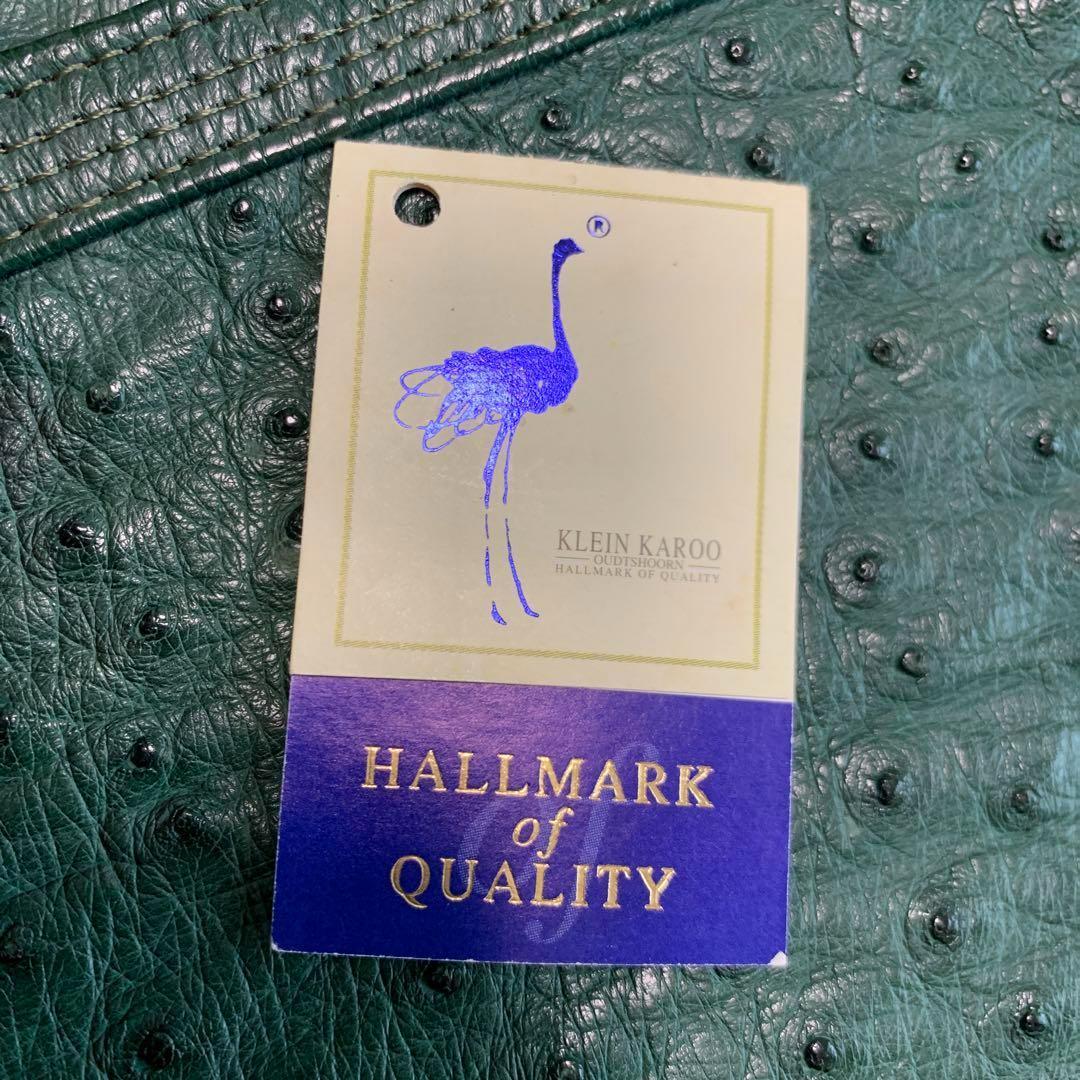 ®
KLEIN KAROO
OUDTSHOORN
HALLMARK OF QUALITY
HALLMARK
of
QUALITY